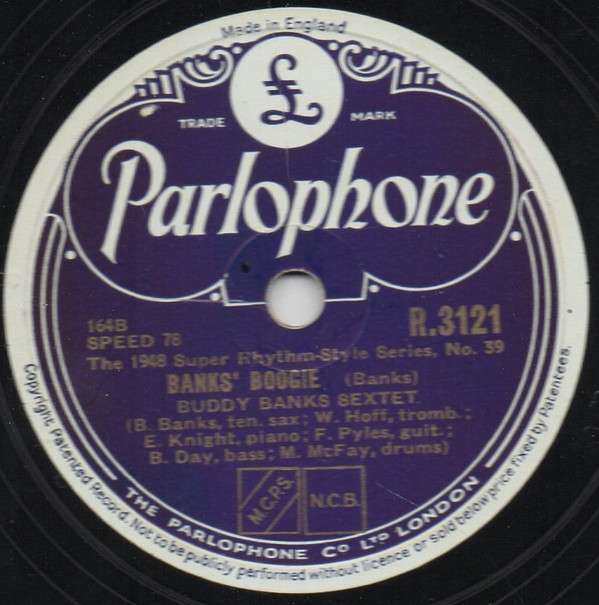 Made in England
£
TRADE MARK
Parlophone
164B
SPEED 78
R.3121
The 1948 Super Rhythm-Style Series, No. 39
BANKS' BOOGIE (Banks)
BUDDY BANKS SEXTET
(B. Banks, ten. sax; W. Hoff, tromb.;
E. Knight, piano; F. Pyles, guit.;
B. Day, bass; M. McFay, drums)
M.C.P.S.
N.C.B.
THE PARLOPHONE CO LTD LONDON
Copyright, Patented Record. Not to be publicly performed without licence or sold below price fixed by Patentees.